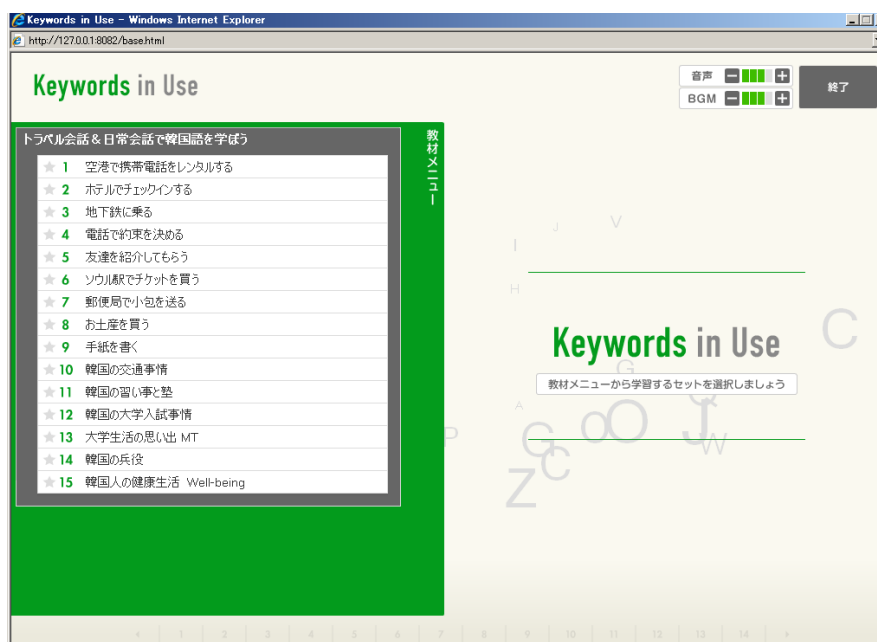 Keywords in Use - Windows Internet Explorer
http://127.0.0.1:8082/base.html
Keywords in Use
音声
BGM
終了
トラベル会話&日常会話で韓国語を学ぼう
教材メニュー
1 空港で携帯電話をレンタルする
2 ホテルでチェックインする
3 地下鉄に乗る
4 電話で約束を決める
5 友達を紹介してもらう
6 ソウル駅でチケットを買う
7 郵便局で小包を送る
8 お土産を買う
9 手紙を書く
10 韓国の交通事情
11 韓国の習い事と塾
12 韓国の大学入試事情
13 大学生活の思い出 MT
14 韓国の兵役
15 韓国人の健康生活 Well-being
J
V
I
H
C
Keywords in Use
G
教材メニューから学習するセットを選択しましょう
A
Q
P
G
O
O
J
W
C
Z
1 2 3 4 5 6 7 8 9 10 11 12 13 14